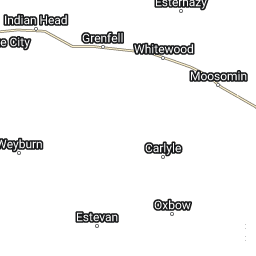 Esterhazy
Indian Head
Grenfell
e City
Whitewood
Moosomin
Weyburn
Carlyle
Oxbow
Estevan